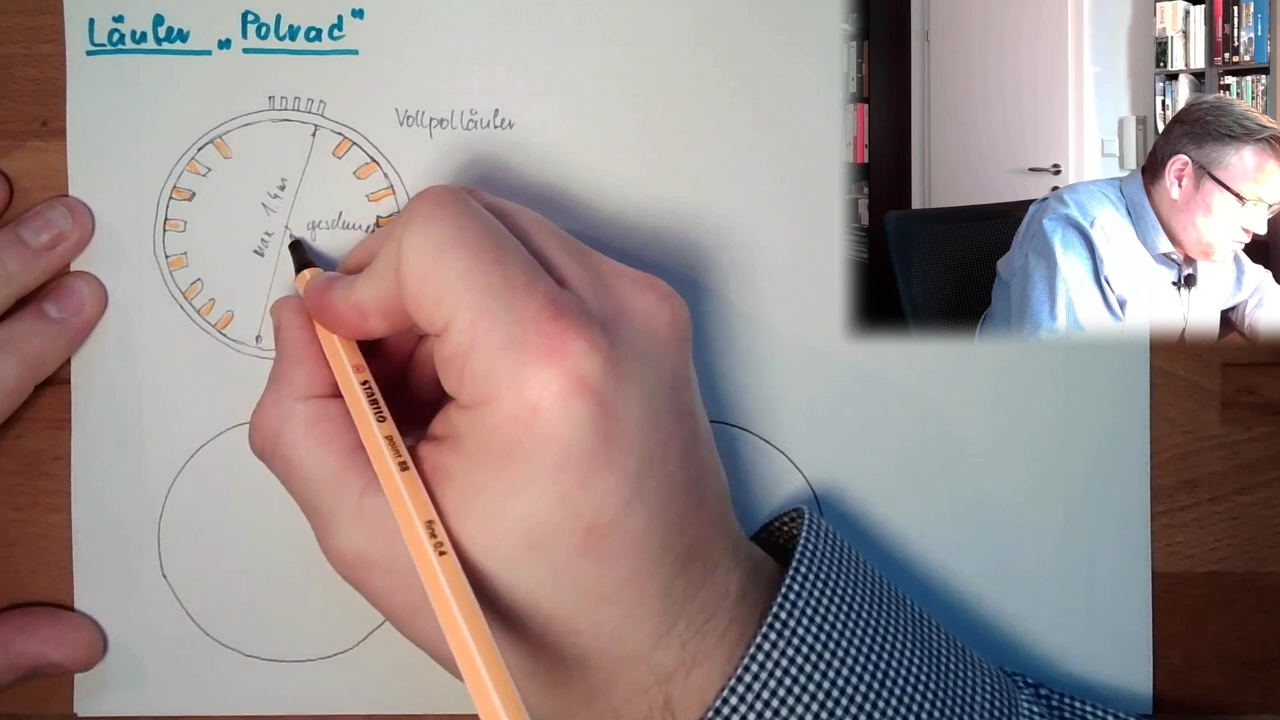 Läufer „Polrad“
Vollpolläufer
max 1.4m
STABILO point 88 fine 0.4